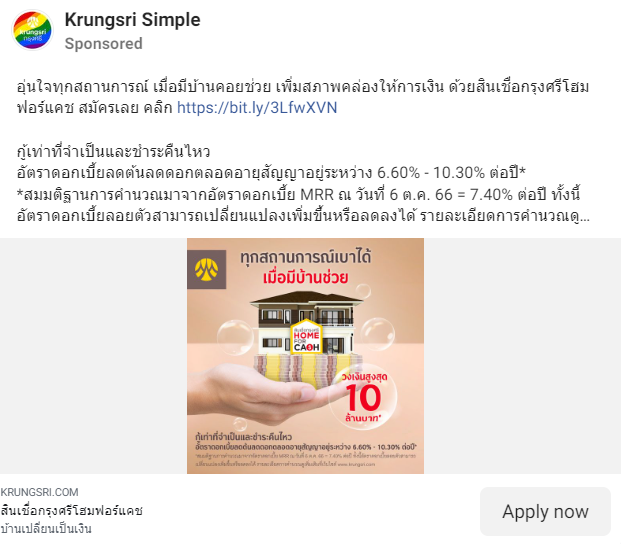 Krungsri Simple
Sponsored
krungsri
กรุงศรี
อุ่นใจทุกสถานการณ์ เมื่อมีบ้านคอยช่วย เพิ่มสภาพคล่องให้การเงิน ด้วยสินเชื่อกรุงศรีโฮม
ฟอร์แคช สมัครเลย คลิก https://bit.ly/3LfwXVN
กู้เท่าที่จำเป็นและชำระคืนไหว
อัตราดอกเบี้ยลดต้นลดดอกตลอดอายุสัญญาอยู่ระหว่าง 6.60% - 10.30% ต่อปี*
*สมมติฐานการคำนวณมาจากอัตราดอกเบี้ย MRR ณ วันที่ 6 ต.ค. 66 = 7.40% ต่อปี ทั้งนี้
อัตราดอกเบี้ยลอยตัวสามารถเปลี่ยนแปลงเพิ่มขึ้นหรือลดลงได้ รายละเอียดการคำนวณดู...
ทุกสถานการณ์เบาได้
เมื่อมีบ้านช่วย
สินเชื่อกรุงศรี
HOME
FOR
CASH
วงเงินสูงสุด
10
ล้านบาท*
กู้เท่าที่จำเป็นและชำระคืนไหว
อัตราดอกเบี้ยลดต้นลดดอกตลอดอายุสัญญาอยู่ระหว่าง 6.60% - 10.30% ต่อปี*
KRUNGSRI.COM
สินเชื่อกรุงศรีโฮมฟอร์แคช
บ้านเปลี่ยนเป็นเงิน
Apply now